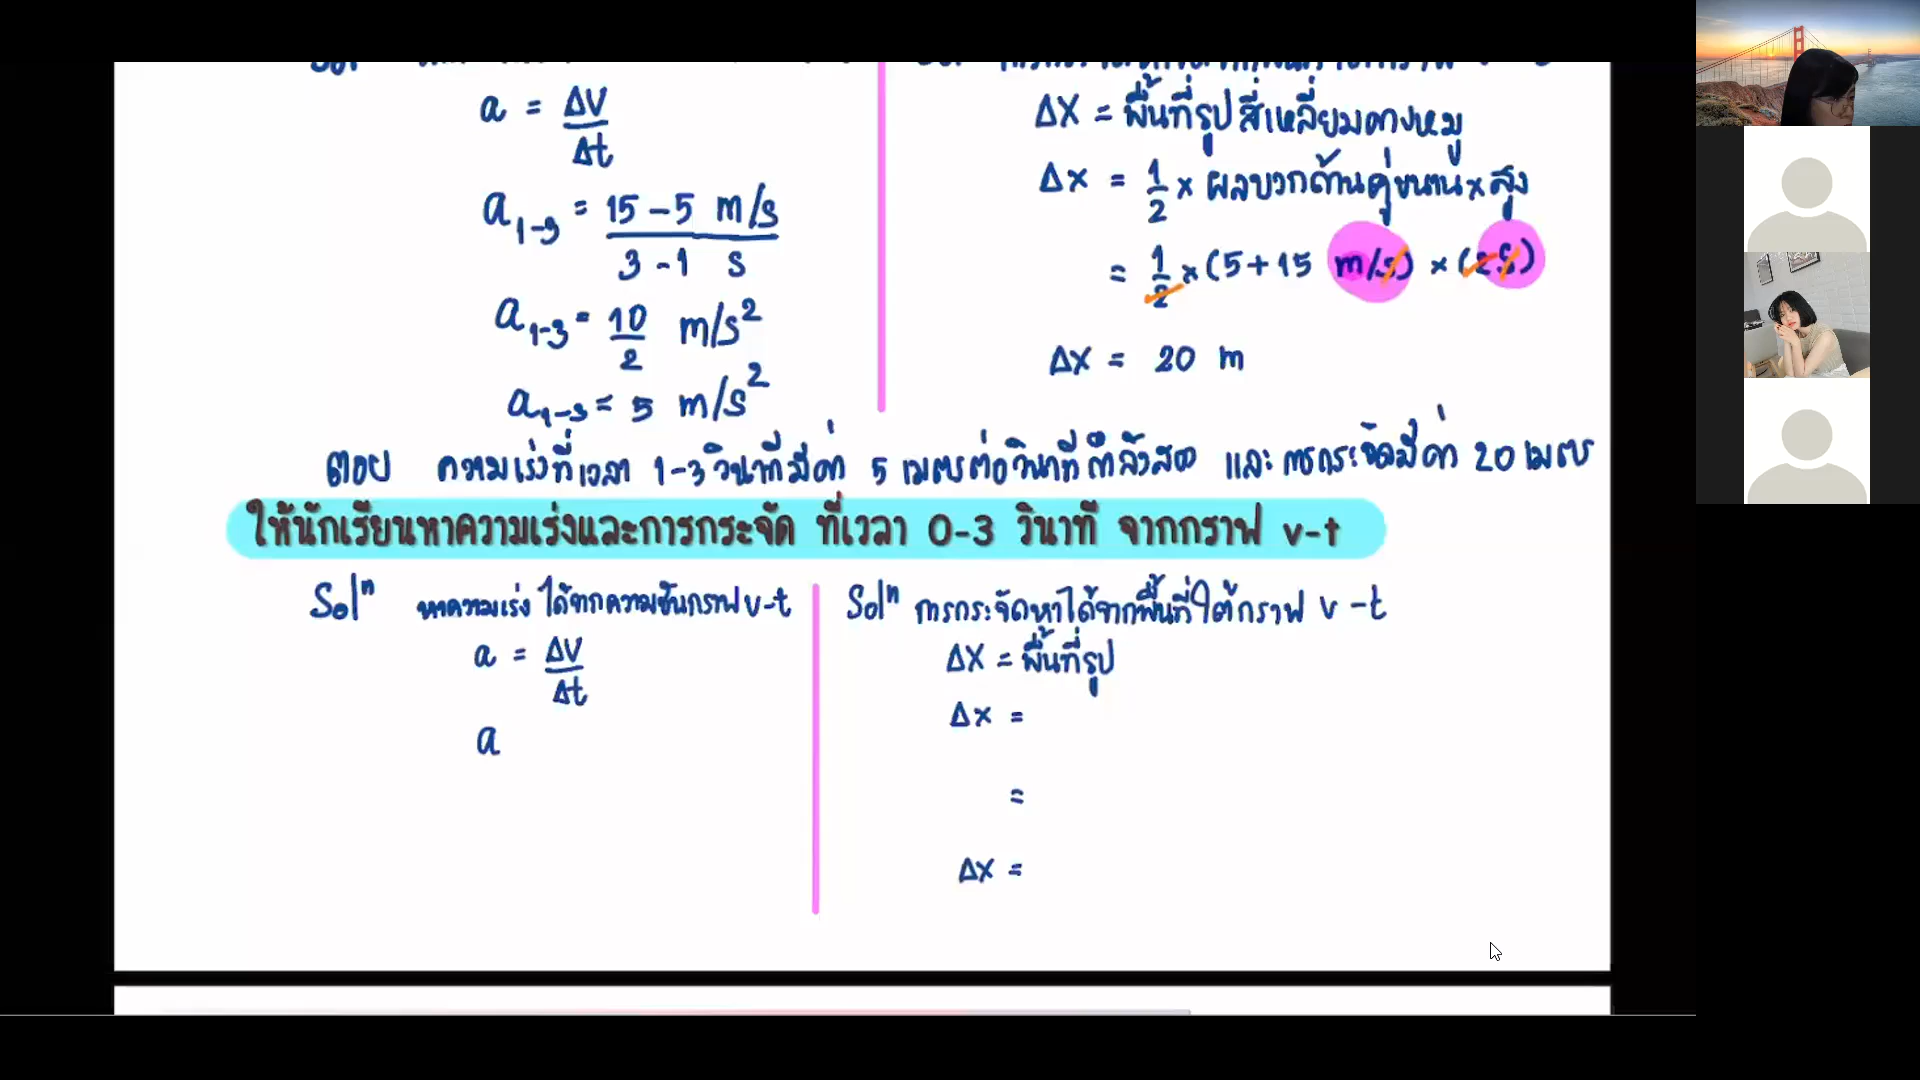 a = ΔV/Δt
a₁₋₃ = 15 - 5 m/s / 3 - 1 s
a₁₋₃ = 10/2 m/s²
a₁₋₃ = 5 m/s²
ΔX = พื้นที่รูปสี่เหลี่ยมคางหมู
Δx = 1/2 × ผลบวกด้านคู่ขนาน × สูง
= 1/2 × (5 + 15 m/s) × (2s)
ΔX = 20 m
ตอบ ความเร่งที่เวลา 1-3 วินาทีมีค่า 5 เมตรต่อวินาทีกำลังสอง และการกระจัดมีค่า 20 เมตร
ให้นักเรียนหาความเร่งและการกระจัด ที่เวลา 0-3 วินาที จากกราฟ v-t
Solⁿ หาความเร่ง ได้จากความชันกราฟ v-t
a = ΔV/Δt
a
Solⁿ การกระจัดหาได้จากพื้นที่ใต้กราฟ v - t
ΔX = พื้นที่รูป
Δx =
=
ΔX =